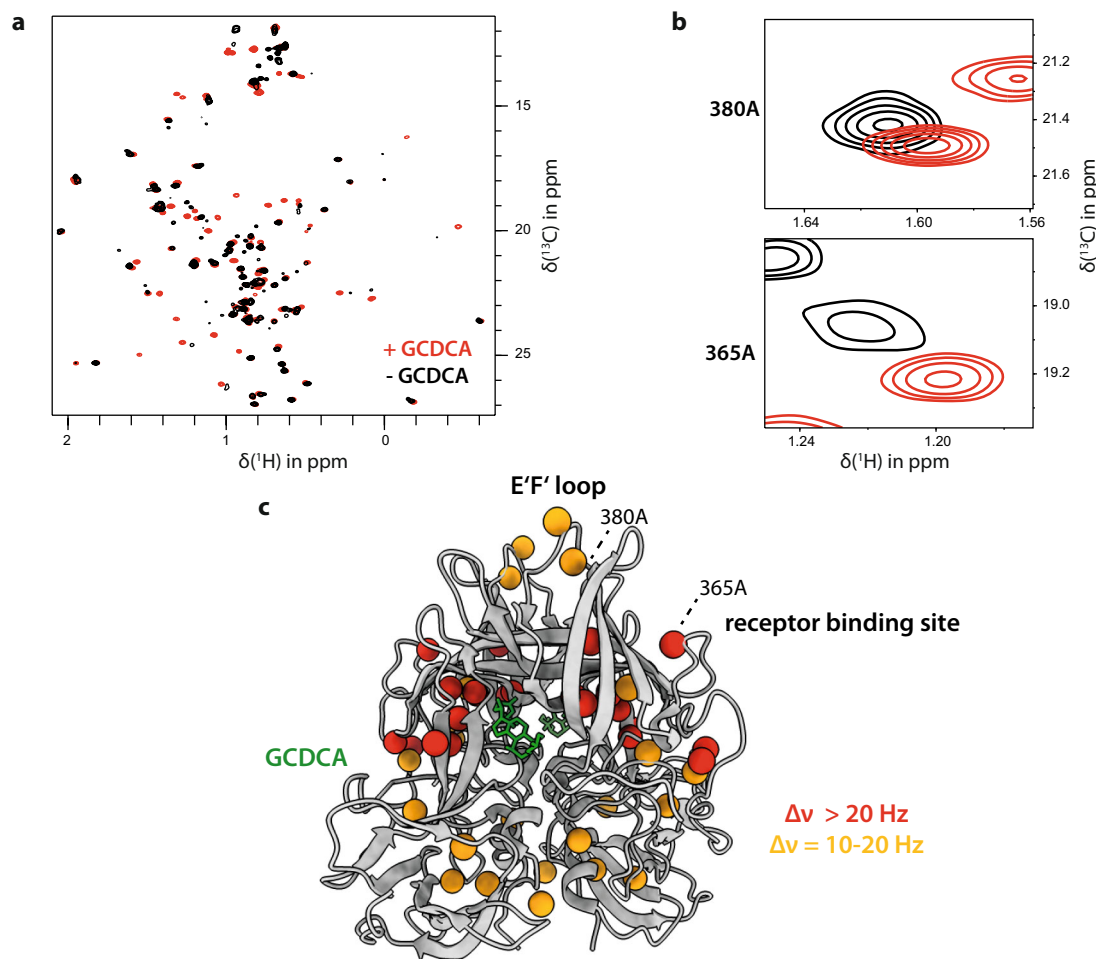 a
15
20
25
δ(¹³C) in ppm
+ GCDCA
- GCDCA
2
1
0
δ(¹H) in ppm
b
380A
21.2
21.4
21.6
1.64
1.60
1.56
δ(¹³C) in ppm
365A
19.0
19.2
1.24
1.20
δ(¹H) in ppm
c
E'F' loop
380A
365A
receptor binding site
GCDCA
Δν > 20 Hz
Δν = 10-20 Hz